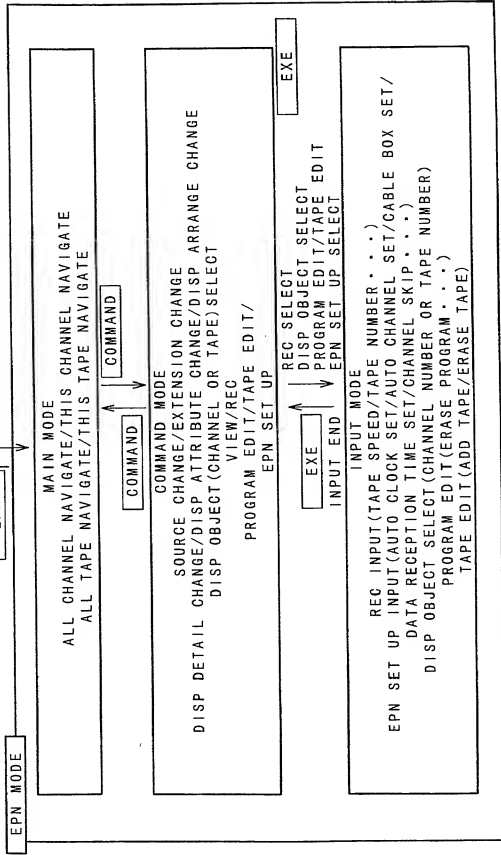 EPN MODE
MAIN MODE
ALL CHANNEL NAVIGATE/THIS CHANNEL NAVIGATE
ALL TAPE NAVIGATE/THIS TAPE NAVIGATE
COMMAND
COMMAND
COMMAND MODE
SOURCE CHANGE/EXTENSION CHANGE
DISP DETAIL CHANGE/DISP ATTRIBUTE CHANGE/DISP ARRANGE CHANGE
DISP OBJECT(CHANNEL OR TAPE)SELECT
VIEW/REC
PROGRAM EDIT/TAPE EDIT/
EPN SET UP
EXE
INPUT END
REC SELECT
DISP OBJECT SELECT
PROGRAM EDIT/TAPE EDIT
EPN SET UP SELECT
EXE
INPUT MODE
REC INPUT(TAPE SPEED/TAPE NUMBER・・・)
EPN SET UP INPUT(AUTO CLOCK SET/AUTO CHANNEL SET/CABLE BOX SET/
DATA RECEPTION TIME SET/CHANNEL SKIP・・・)
DISP OBJECT SELECT(CHANNEL NUMBER OR TAPE NUMBER)
PROGRAM EDIT(ERASE PROGRAM・・・)
TAPE EDIT(ADD TAPE/ERASE TAPE)